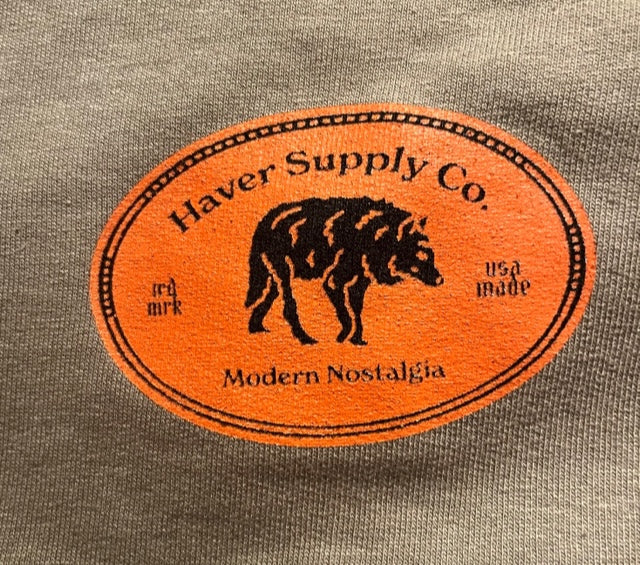 Haver Supply Co.
trd
mrk
usa
made
Modern Nostalgia